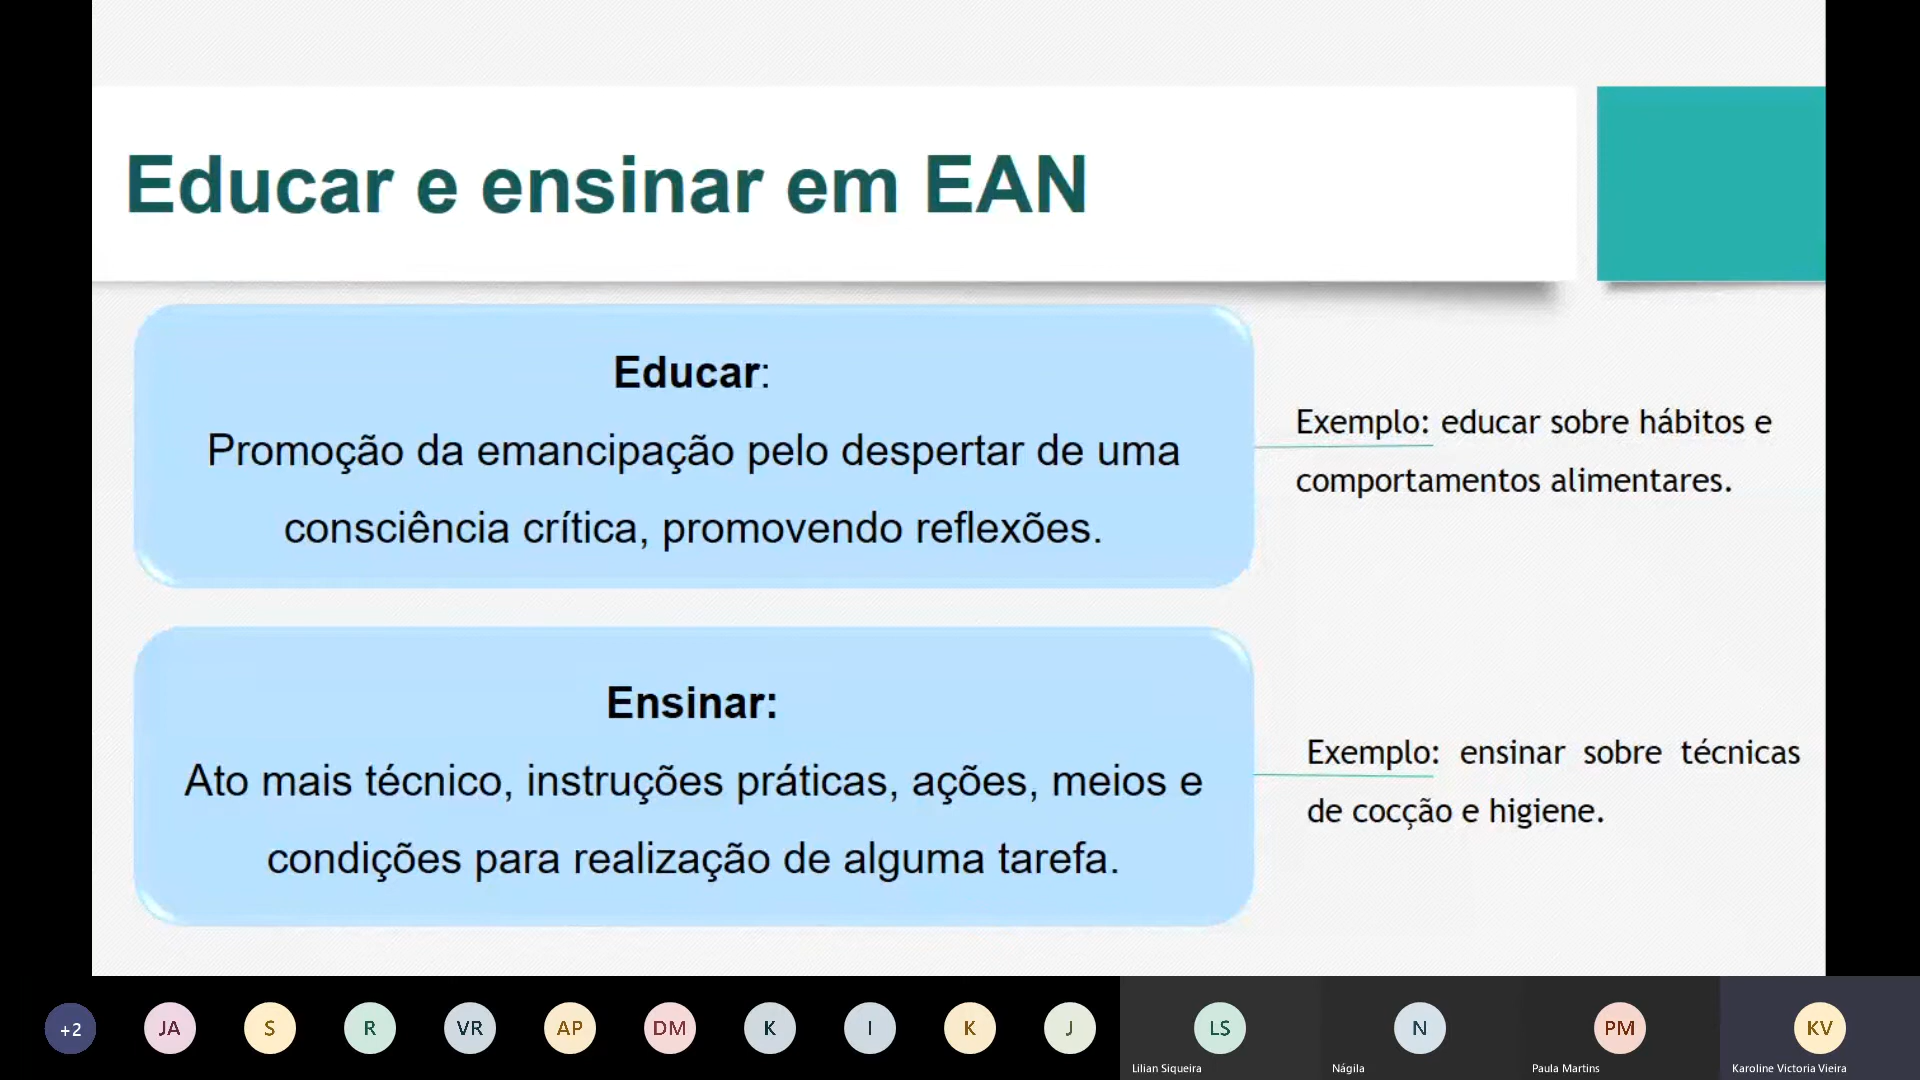 Educar e ensinar em EAN
Educar:
Promoção da emancipação pelo despertar de uma
consciência crítica, promovendo reflexões.
Exemplo: educar sobre hábitos e
comportamentos alimentares.
Ensinar:
Ato mais técnico, instruções práticas, ações, meios e
condições para realização de alguma tarefa.
Exemplo: ensinar sobre técnicas
de cocção e higiene.
+2
JA
S
R
VR
AP
DM
K
I
K
J
LS
N
PM
KV
Lilian Siqueira
Nágila
Paula Martins
Karoline Victoria Vieira